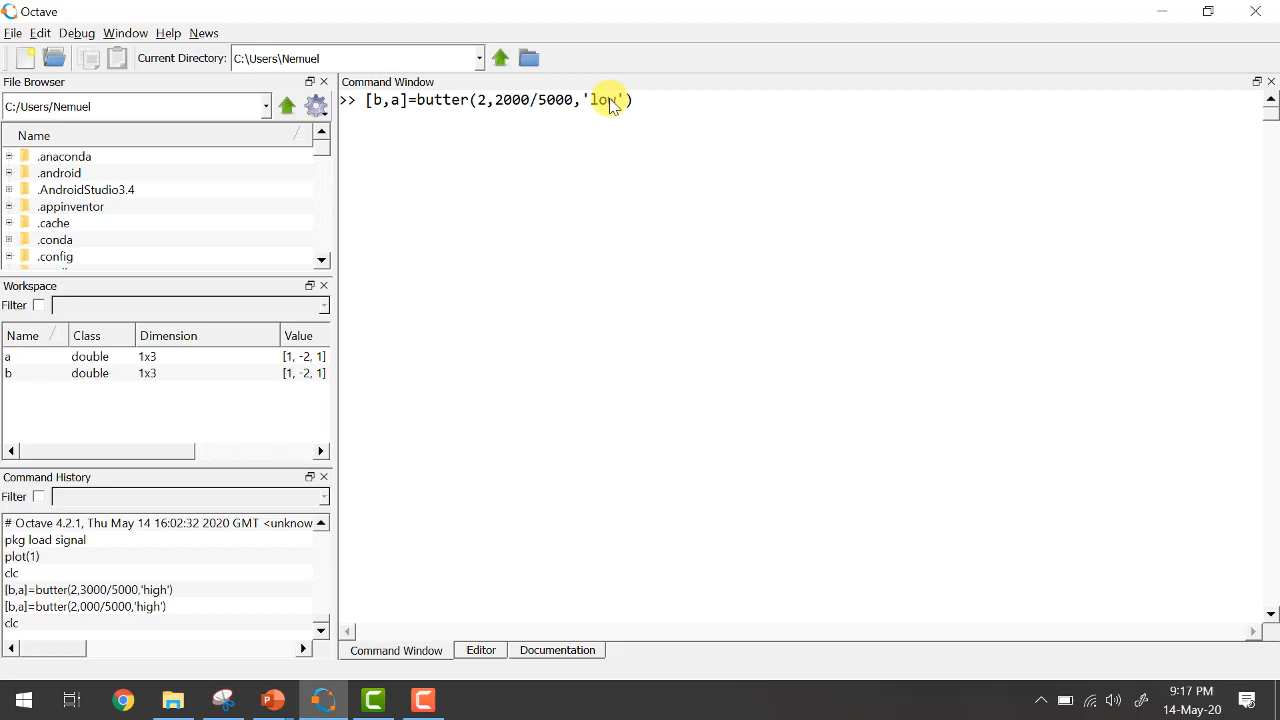 Octave
File Edit Debug Window Help News
Current Directory: C:\Users\Nemuel
File Browser
C:/Users/Nemuel
Name
.anaconda
.android
.AndroidStudio3.4
.appinventor
.cache
.conda
.config
Workspace
Filter
Name Class Dimension Value
a double 1x3 [1, -2, 1]
b double 1x3 [1, -2, 1]
Command History
Filter
# Octave 4.2.1, Thu May 14 16:02:32 2020 GMT <unknow
pkg load signal
plot(1)
clc
[b,a]=butter(2,3000/5000,'high')
[b,a]=butter(2,000/5000,'high')
clc
Command Window
>> [b,a]=butter(2,2000/5000,'low')
Command Window Editor Documentation
9:17 PM
14-May-20